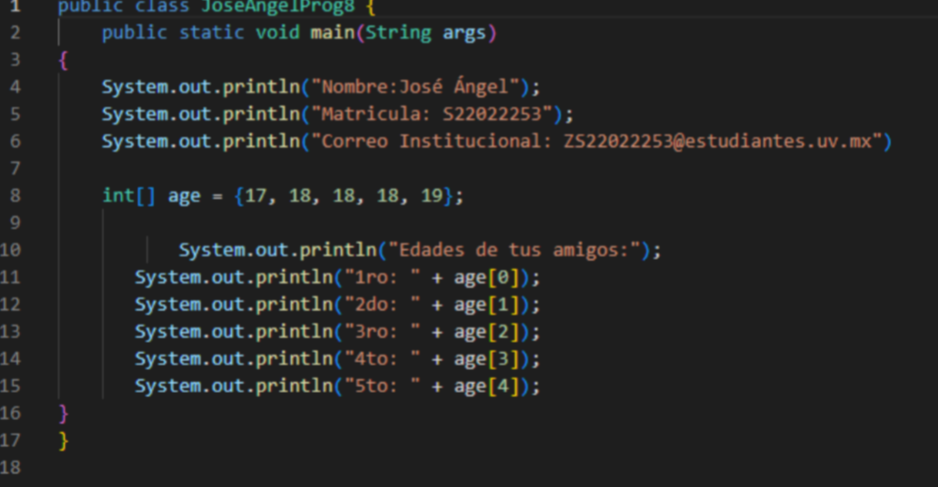 1 public class JoseAngelProg8 {
2 public static void main(String args)
3 {
4 System.out.println("Nombre:José Ángel");
5 System.out.println("Matricula: S22022253");
6 System.out.println("Correo Institucional: ZS22022253@estudiantes.uv.mx")
7
8 int[] age = {17, 18, 18, 18, 19};
9
10 System.out.println("Edades de tus amigos:");
11 System.out.println("1ro: " + age[0]);
12 System.out.println("2do: " + age[1]);
13 System.out.println("3ro: " + age[2]);
14 System.out.println("4to: " + age[3]);
15 System.out.println("5to: " + age[4]);
16 }
17 }
18